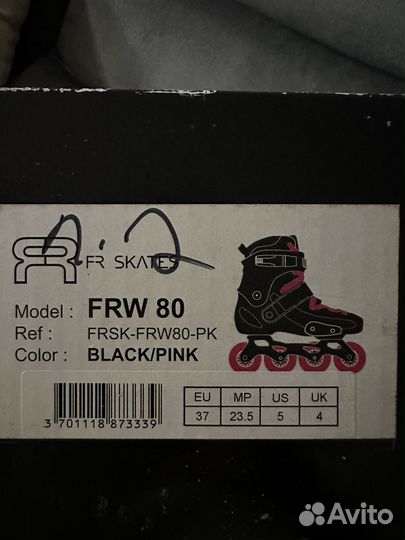 FR SKATES
Model : FRW 80
Ref : FRSK-FRW80-PK
Color : BLACK/PINK
EU MP US UK
37 23.5 5 4
3 701118 873339
Avito